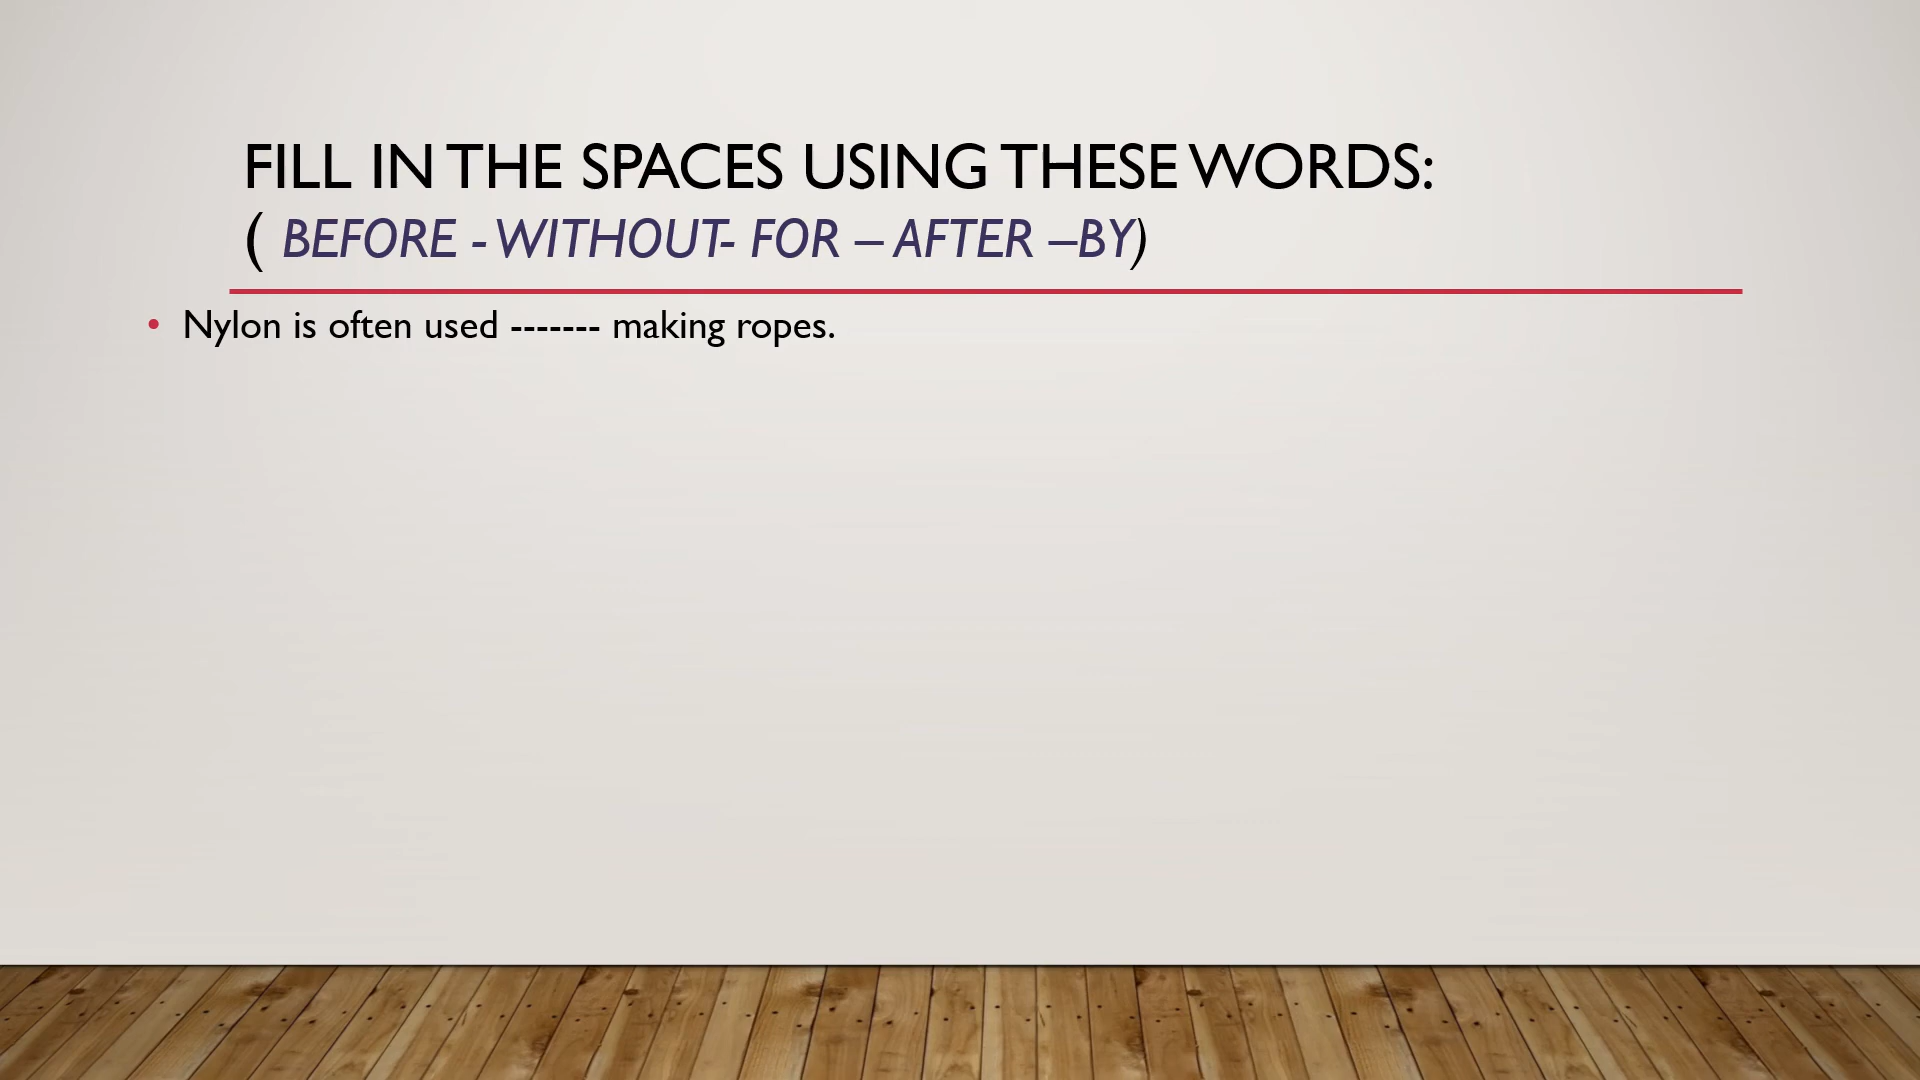 FILL IN THE SPACES USING THESE WORDS:
( BEFORE - WITHOUT- FOR – AFTER –BY)
• Nylon is often used ------- making ropes.